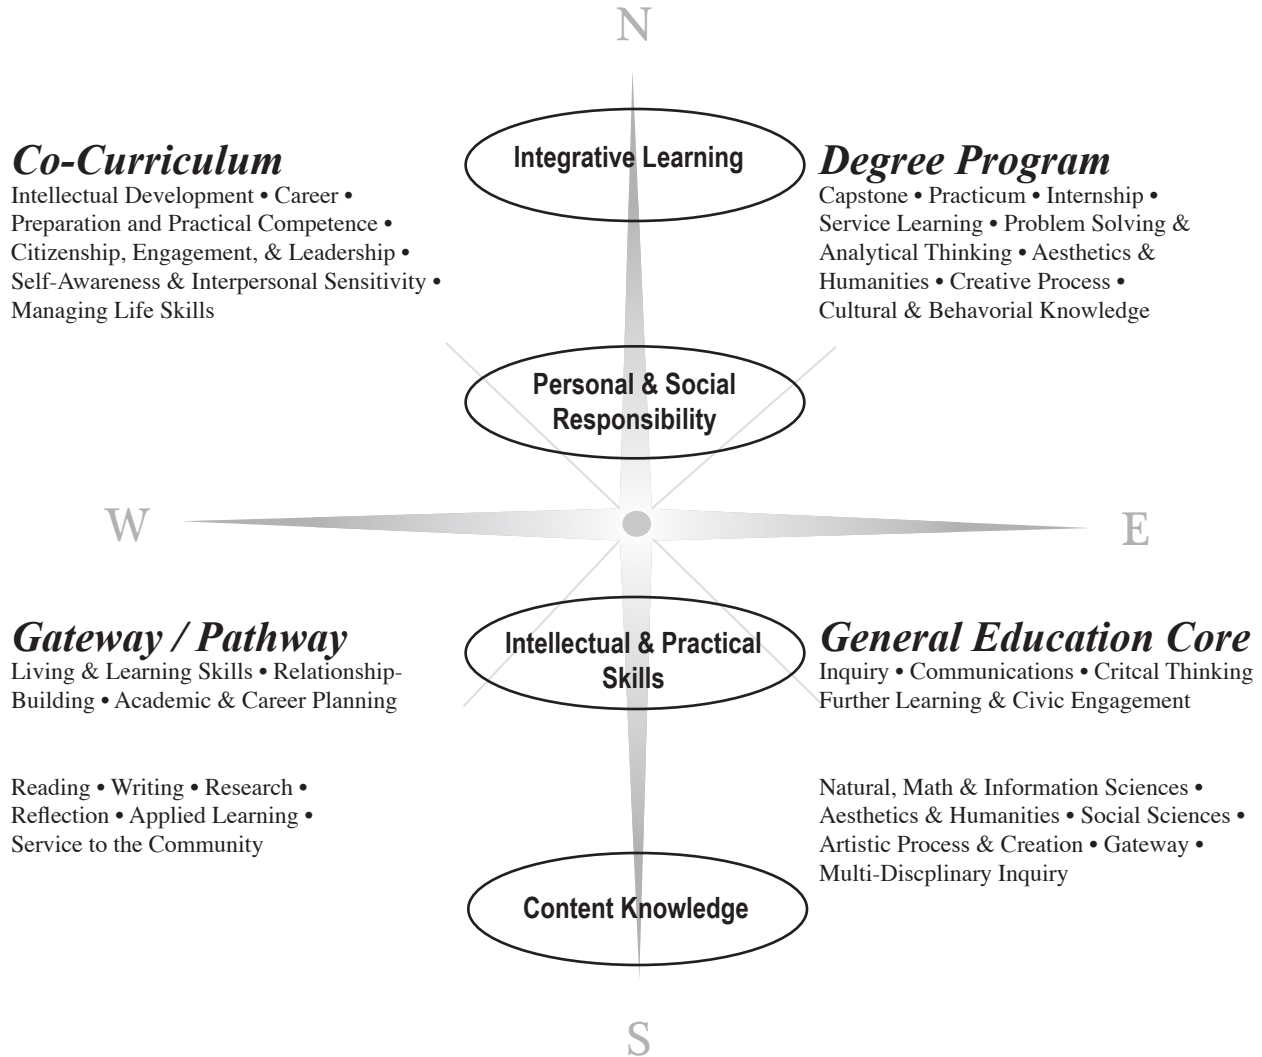 N
Integrative Learning
Co-Curriculum
Intellectual Development • Career •
Preparation and Practical Competence •
Citizenship, Engagement, & Leadership •
Self-Awareness & Interpersonal Sensitivity •
Managing Life Skills
Degree Program
Capstone • Practicum • Internship •
Service Learning • Problem Solving &
Analytical Thinking • Aesthetics &
Humanities • Creative Process •
Cultural & Behavorial Knowledge
Personal & Social
Responsibility
W
E
Gateway / Pathway
Living & Learning Skills • Relationship-
Building • Academic & Career Planning
Reading • Writing • Research •
Reflection • Applied Learning •
Service to the Community
Intellectual & Practical
Skills
General Education Core
Inquiry • Communications • Critcal Thinking
Further Learning & Civic Engagement
Natural, Math & Information Sciences •
Aesthetics & Humanities • Social Sciences •
Artistic Process & Creation • Gateway •
Multi-Discplinary Inquiry
Content Knowledge
S